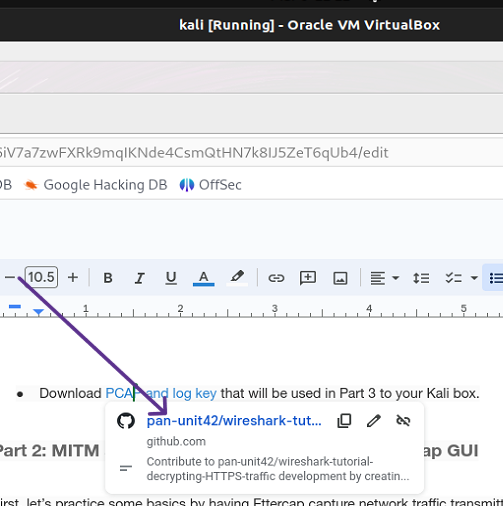 kali [Running] - Oracle VM VirtualBox
DB Google Hacking DB OffSec
10.5 B I U A
1 2 3 4 5
Download PCAP and log key that will be used in Part 3 to your Kali box.
pan-unit42/wireshark-tut...
github.com
Contribute to pan-unit42/wireshark-tutorial-
decrypting-HTTPS-traffic development by creatin...
Part 2: MITM ap GUI
first, let's practice some basics by having Ettercap capture network traffic transmitt